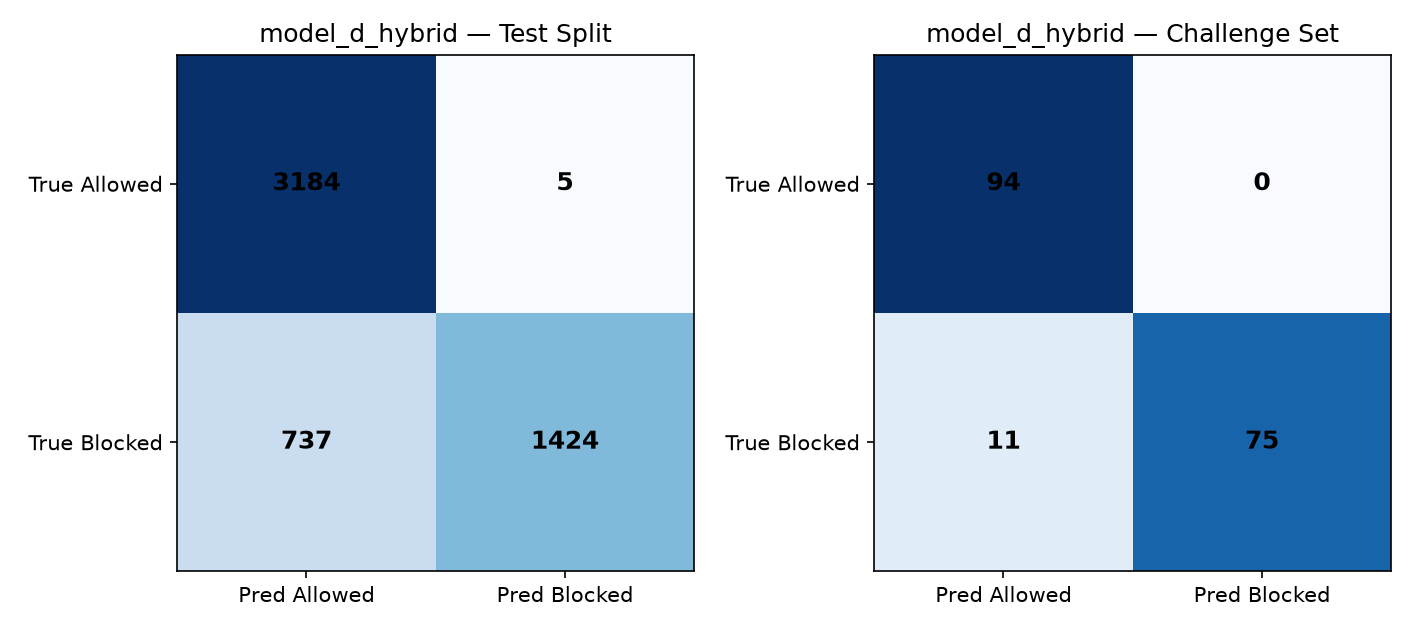 model_d_hybrid — Test Split
True Allowed
3184
5
True Blocked
737
1424
Pred Allowed
Pred Blocked
model_d_hybrid — Challenge Set
True Allowed
94
0
True Blocked
11
75
Pred Allowed
Pred Blocked